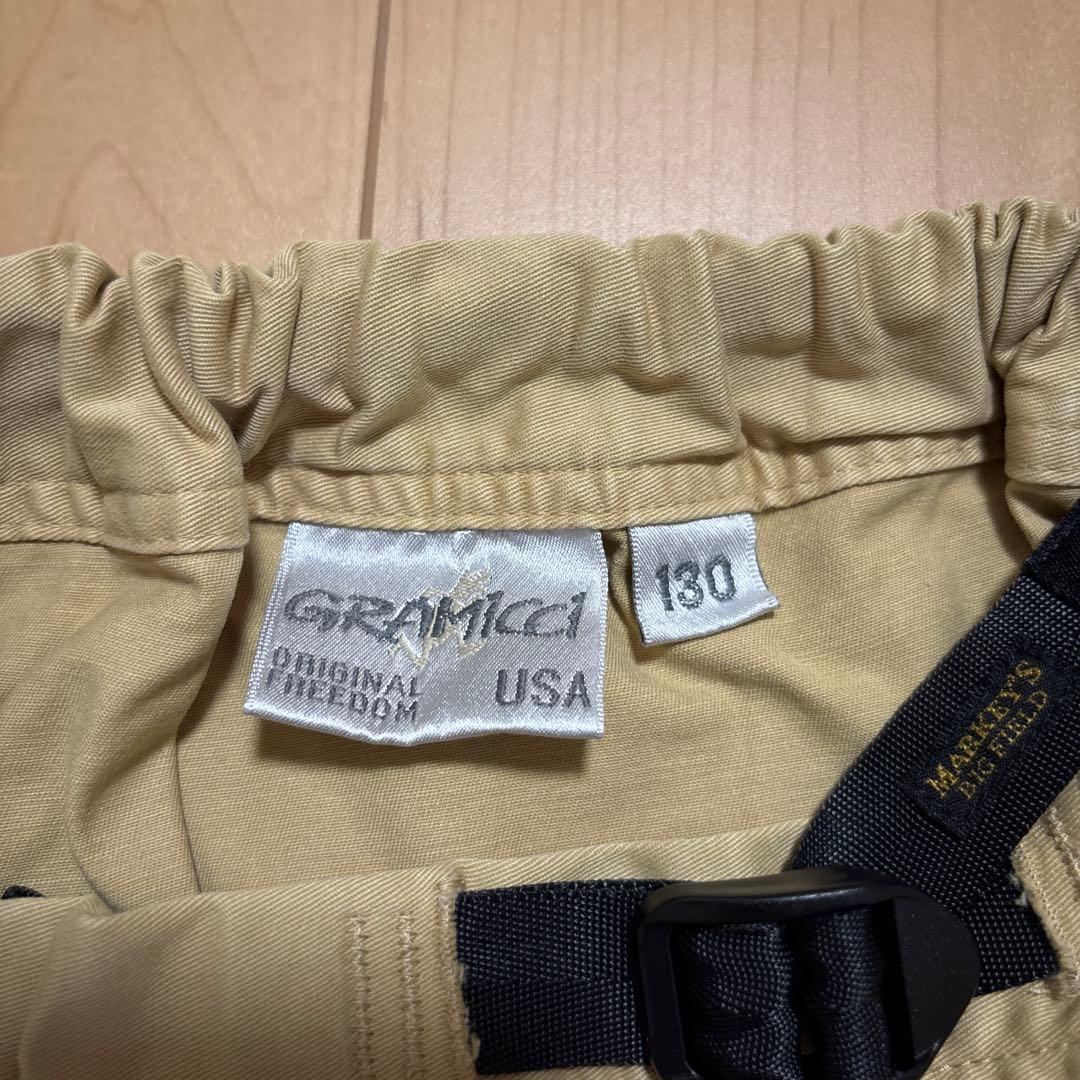 GRAMICCI
ORIGINAL
FREEDOM
USA
130
MARKEY'S
BIG FIELD